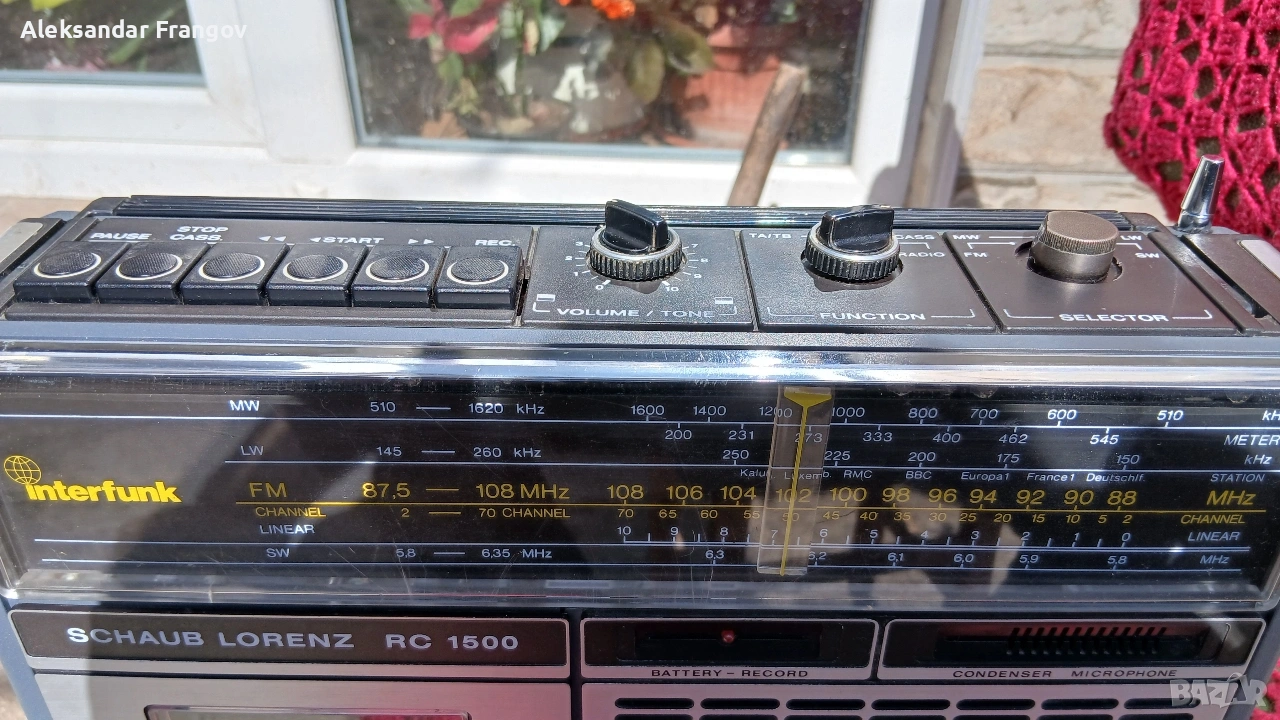 Aleksandar Frangov
PAUSE STOP CASS. START REC.
0 10
VOLUME / TONE
CASS RADIO
FUNCTION
MW FM LW SW
SELECTOR
MW 510 — 1620 kHz 1600 1400 1200 1000 800 700 600 510 kH
200 231 273 333 400 462 545 METER
LW 145 — 260 kHz 250 225 200 175 150 kHz
RMC BBC Europa1 France1 Deutschlf. STATION
interfunk
FM 87,5 — 108 MHz 108 106 104 102 100 98 96 94 92 90 88 MHz
CHANNEL 2 — 70 CHANNEL 70 65 60 55 50 45 40 35 30 25 20 15 10 5 2 CHANNEL
LINEAR 10 9 8 7 6 5 4 3 2 1 0 LINEAR
SW 5,8 — 6,35 MHz 6,3 6,2 6,1 6,0 5,9 5,8 MHz
SCHAUB LORENZ RC 1500
BATTERY – RECORD
CONDENSER MICROPHONE
BAZAR